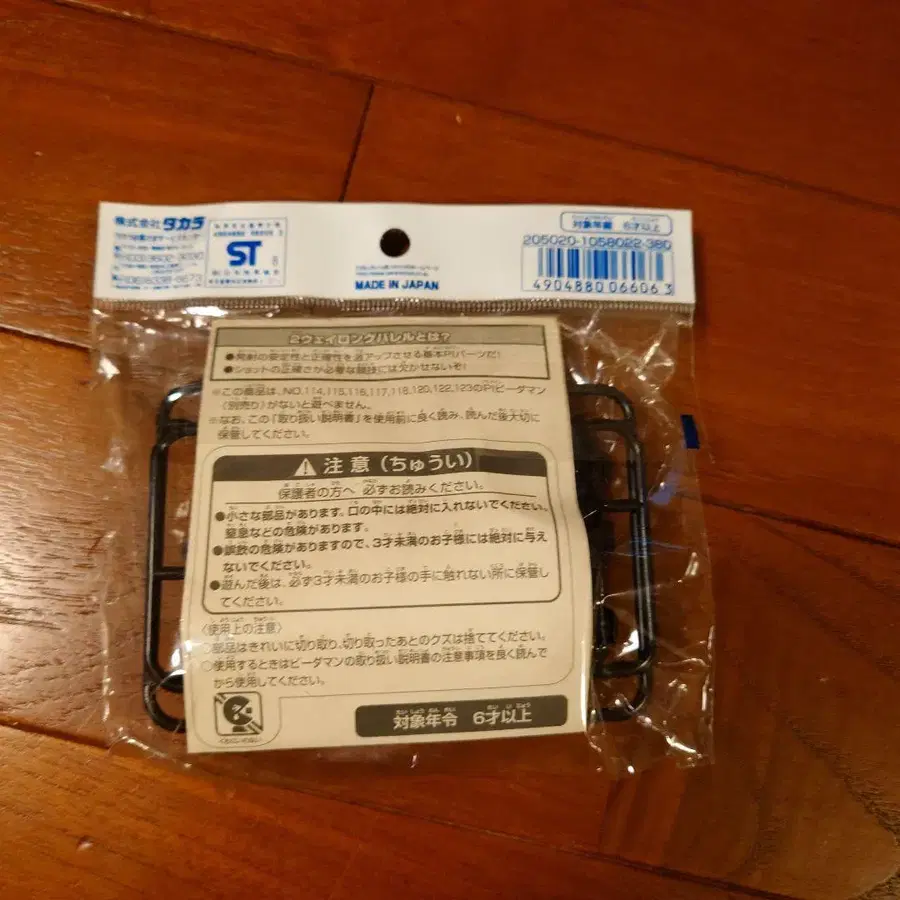 株式会社 タカラ
ST
MADE IN JAPAN
対象年齢 6才以上
205020-1058022-380
4904880 066063
2ウェイロングバレルとは?
●発射の安定性と正確性を追アップさせる基本PIパーツだ!
●ショットの正確さが必要な競技には欠かせないぞ!
※この商品は、NO.114,115,116,117,118,120,122,123のPIビーダマン
(別売り)がないと遊べません。
※なお、この「取り扱い説明書」を使用前に良く読み、読んだ後大切に
保管してください。
注意(ちゅうい)
保護者の方へ 必ずお読みください。
●小さな部品があります。口の中には絶対に入れないでください。
窒息などの危険があります。
●誤飲の危険がありますので、3才未満のお子様には絶対に与え
ないでください。
●遊んだ後は、必ず3才未満のお子様の手に触れない所に保管し
てください。
〈使用上の注意〉
○部品はきれいに切り取り、切り取ったあとのクズは捨ててください。
○使用するときはビーダマンの取り扱い説明書の注意事項を良く読んで
から使用してください。
対象年令 6才以上